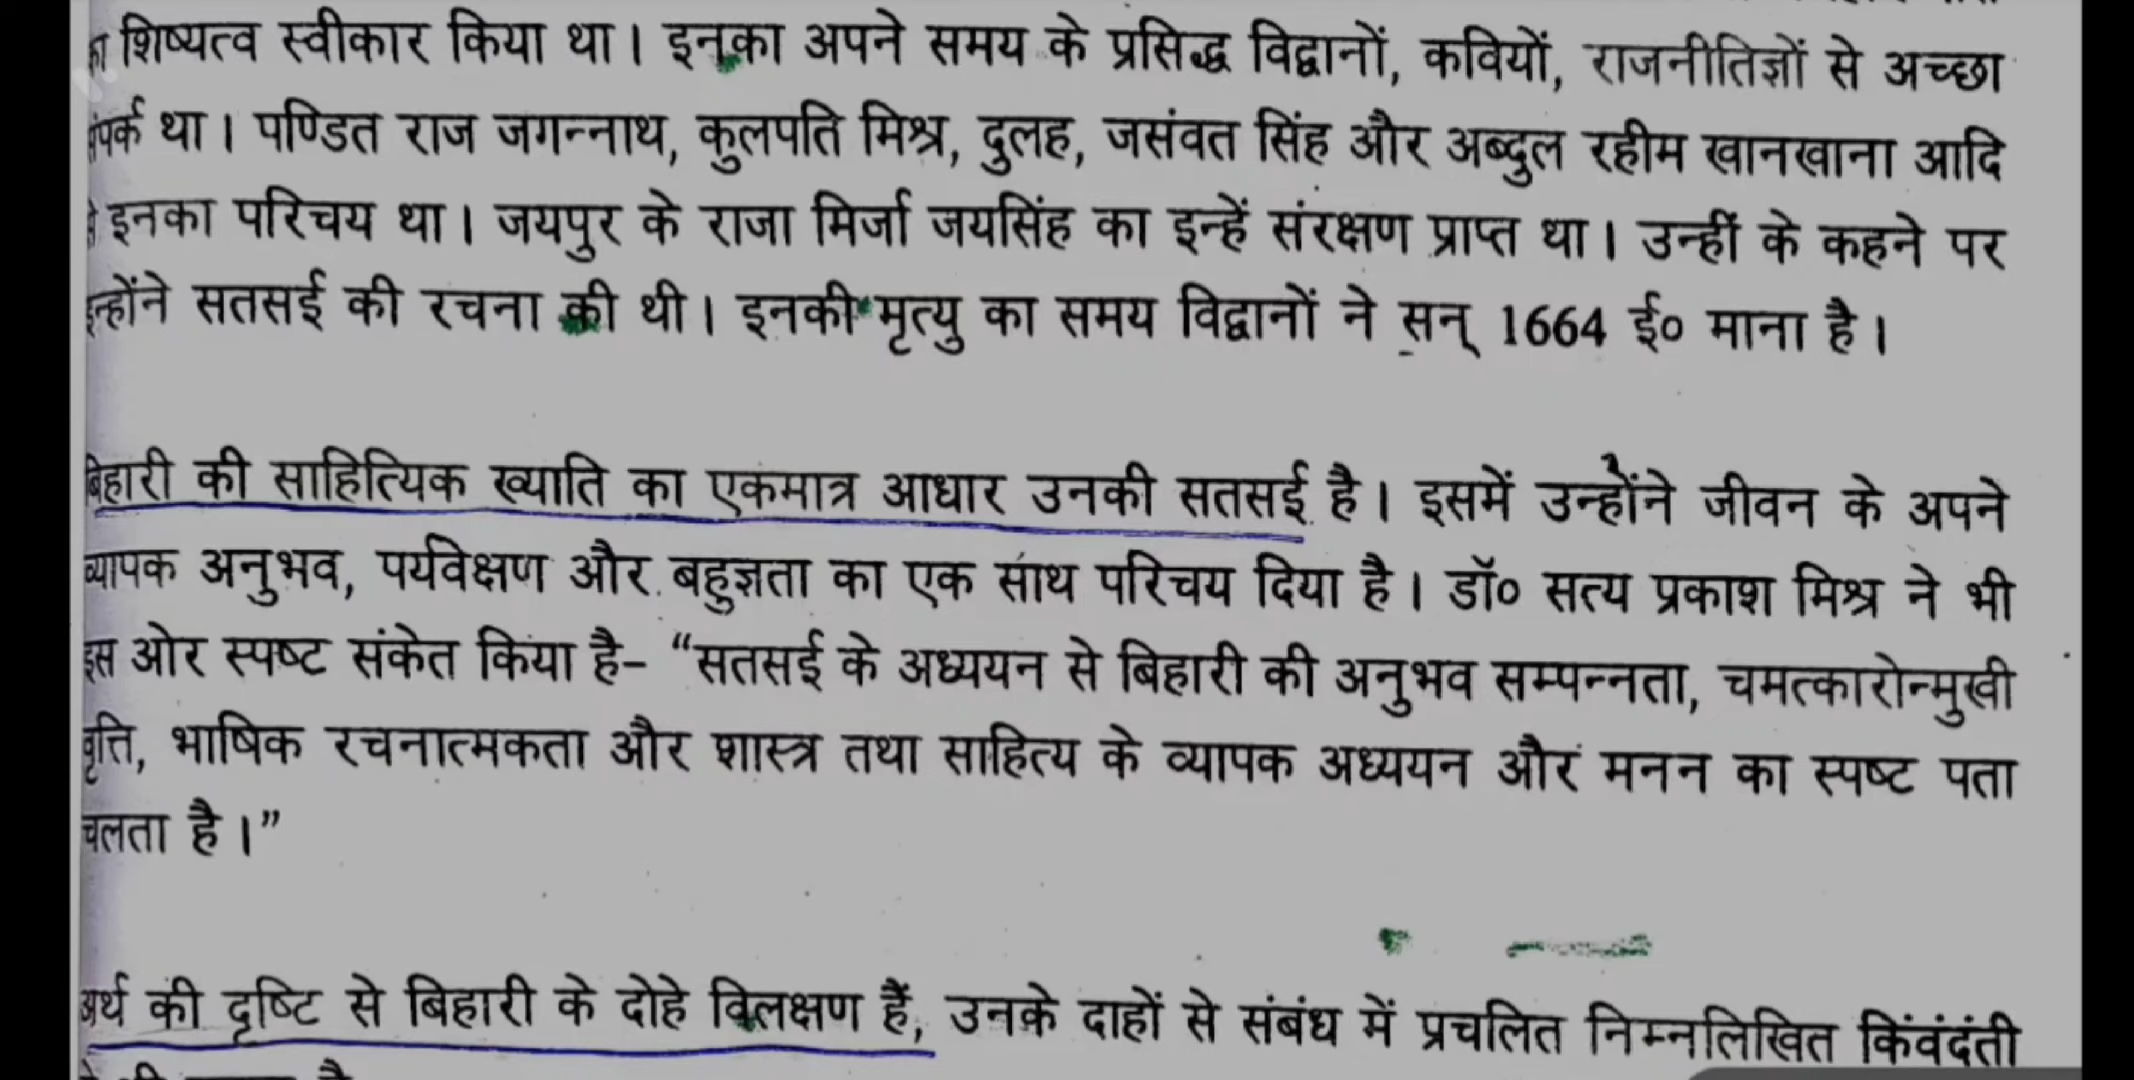 का शिष्यत्व स्वीकार किया था। इनका अपने समय के प्रसिद्ध विद्वानों, कवियों, राजनीतिज्ञों से अच्छा
संपर्क था। पण्डित राज जगन्नाथ, कुलपति मिश्र, दुलह, जसंवत सिंह और अब्दुल रहीम खानखाना आदि
से इनका परिचय था। जयपुर के राजा मिर्जा जयसिंह का इन्हें संरक्षण प्राप्त था। उन्हीं के कहने पर
इन्होंने सतसई की रचना की थी। इनकी मृत्यु का समय विद्वानों ने सन् 1664 ई० माना है।
बिहारी की साहित्यिक ख्याति का एकमात्र आधार उनकी सतसई है। इसमें उन्होंने जीवन के अपने
व्यापक अनुभव, पर्यवेक्षण और बहुज्ञता का एक साथ परिचय दिया है। डॉ० सत्य प्रकाश मिश्र ने भी
इस ओर स्पष्ट संकेत किया है- “सतसई के अध्ययन से बिहारी की अनुभव सम्पन्नता, चमत्कारोन्मुखी
वृत्ति, भाषिक रचनात्मकता और शास्त्र तथा साहित्य के व्यापक अध्ययन और मनन का स्पष्ट पता
चलता है।”
अर्थ की दृष्टि से बिहारी के दोहे विलक्षण हैं, उनके दाहों से संबंध में प्रचलित निम्नलिखित किंवंदंती